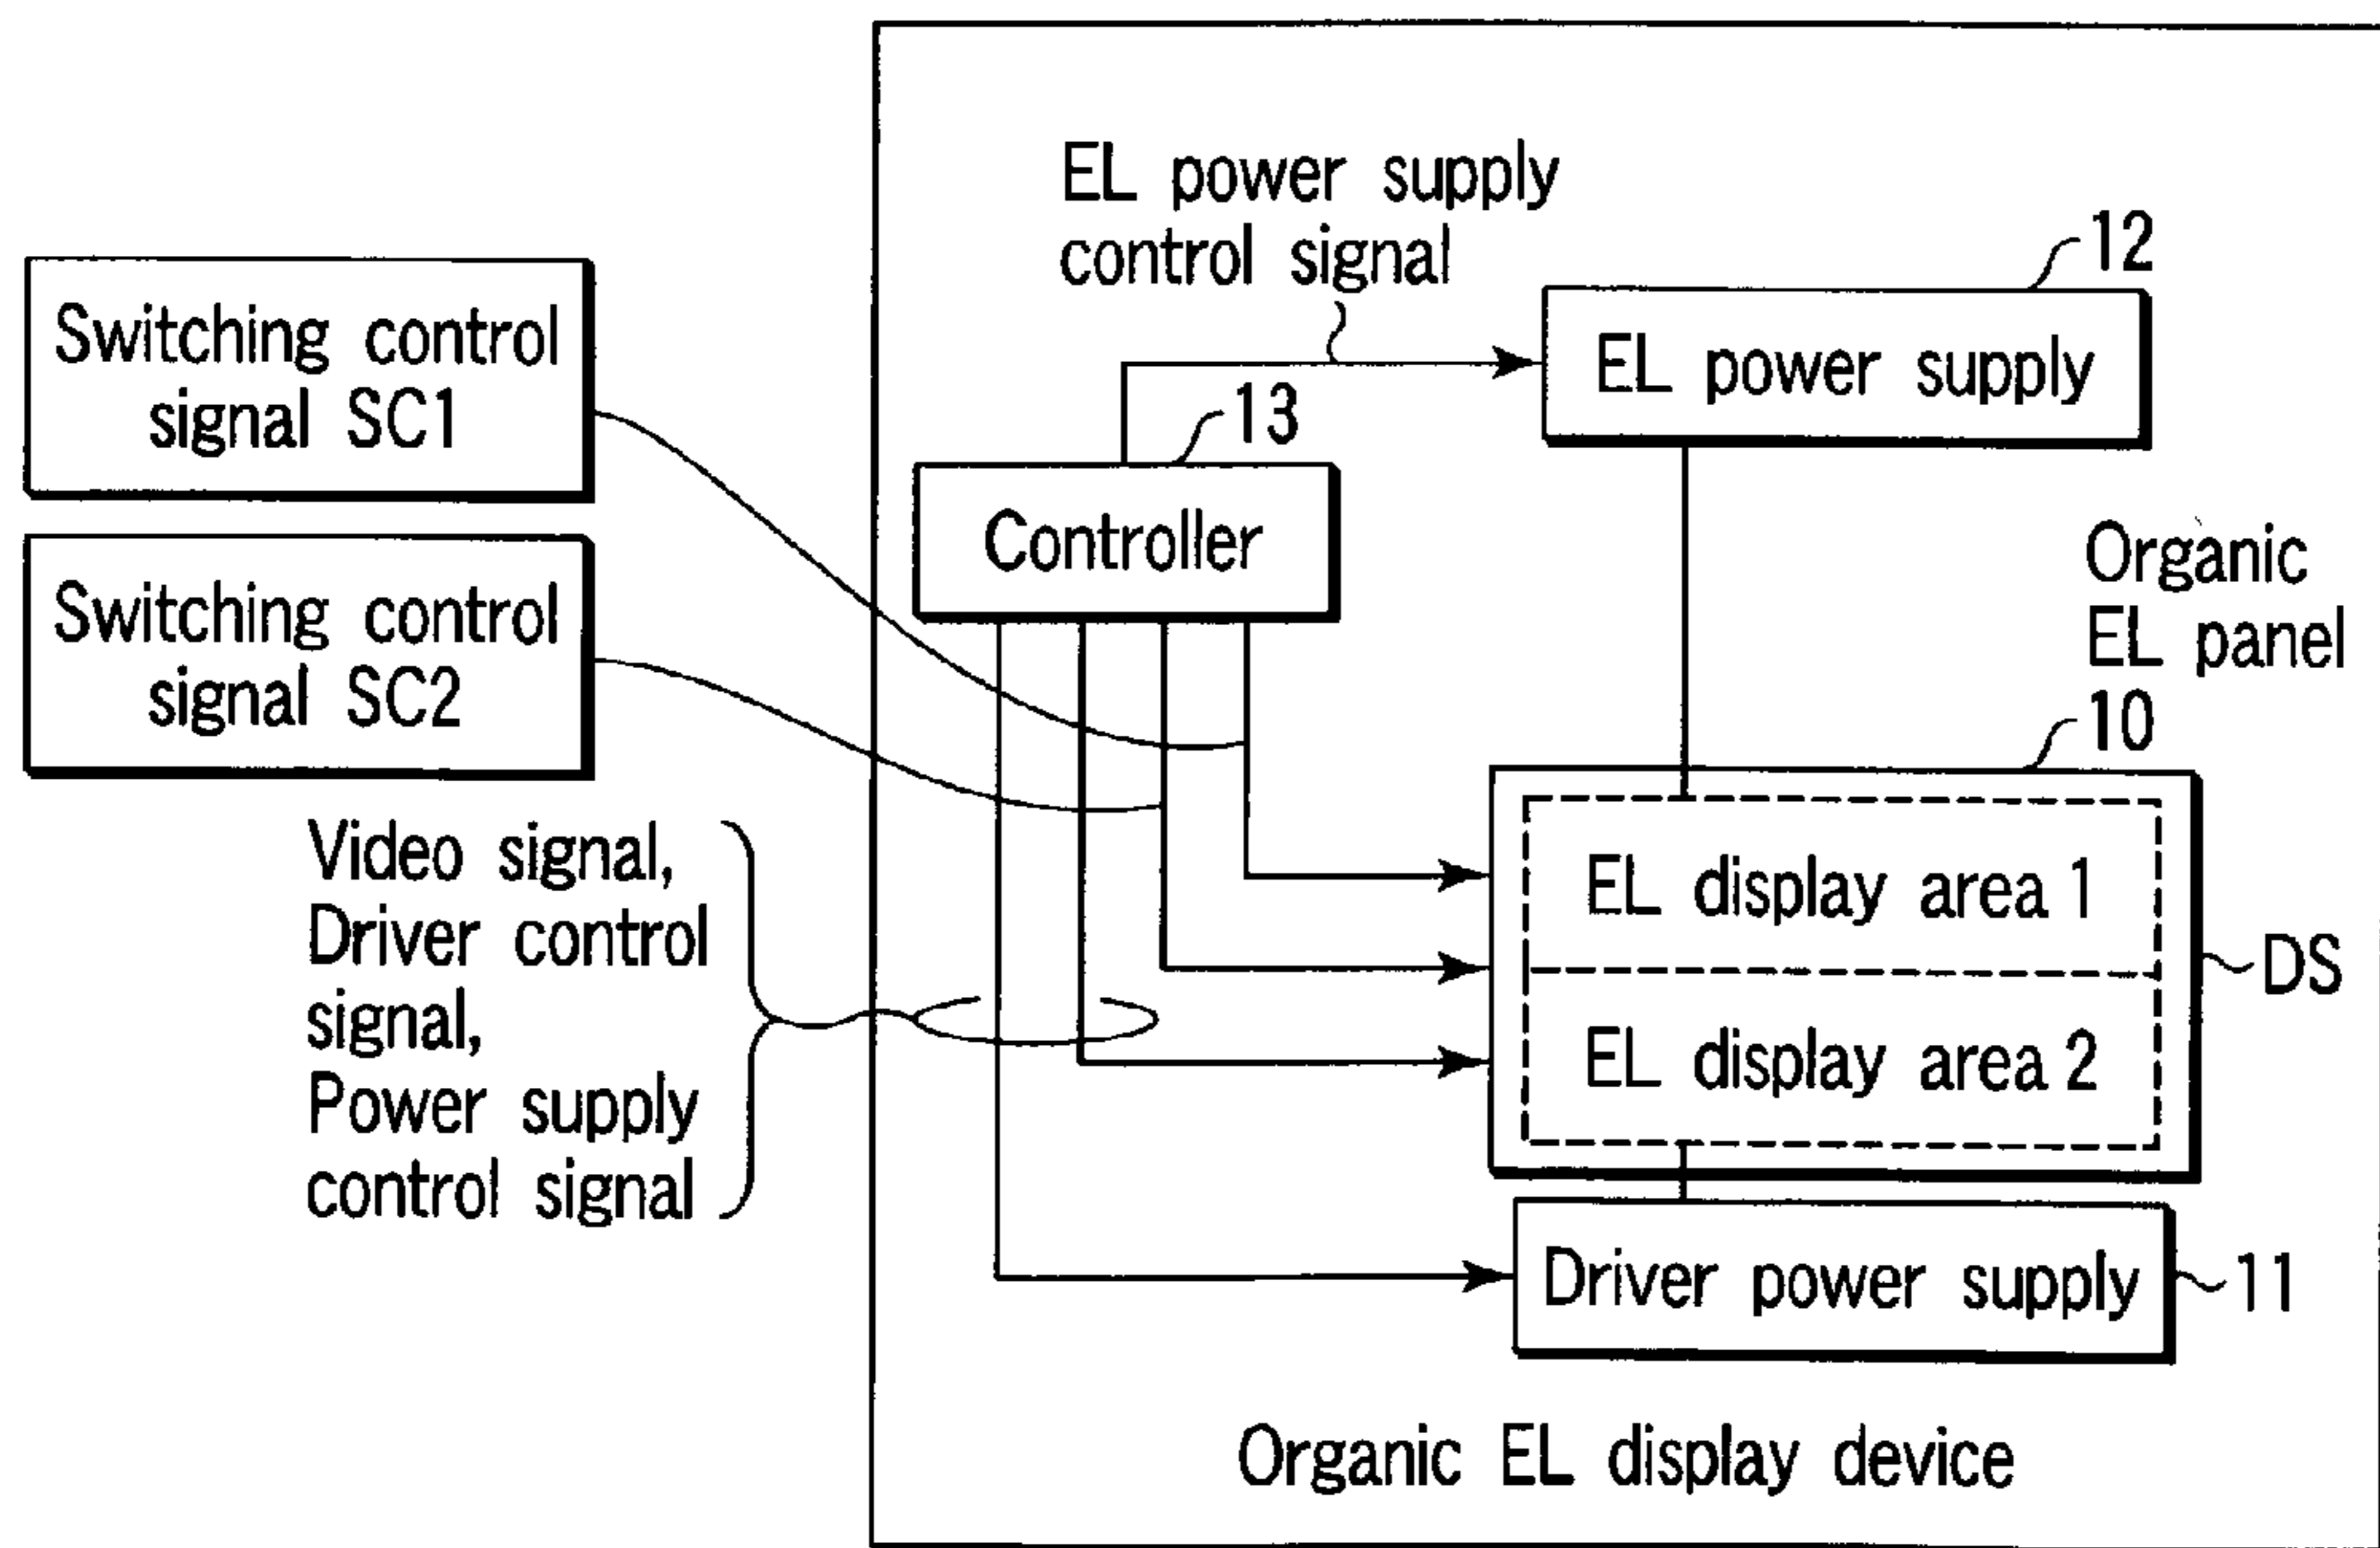 EL power supply
control signal
12
EL power supply
Switching control
signal SC1
13
Controller
Switching control
signal SC2
Organic
EL panel
10
Video signal,
Driver control
signal,
Power supply
control signal
EL display area 1
EL display area 2
DS
Driver power supply
11
Organic EL display device